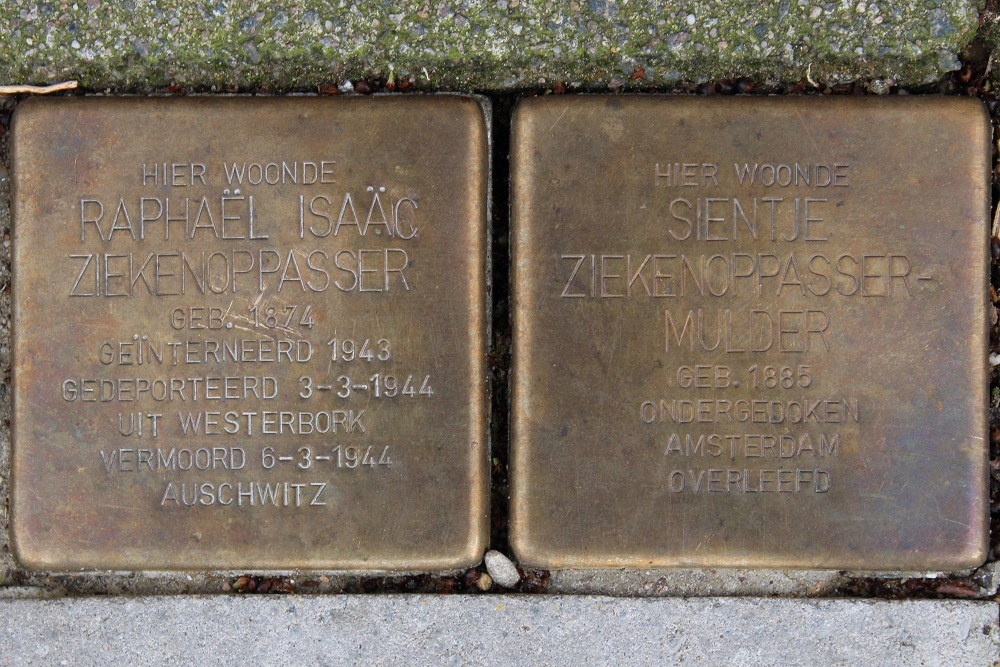 HIER WOONDE
RAPHAËL ISAÄC
ZIEKENOPPASSER
GEB. 1874
GEÏNTERNEERD 1943
GEDEPORTEERD 3-3-1944
UIT WESTERBORK
VERMOORD 6-3-1944
AUSCHWITZ
HIER WOONDE
SIENTJE
ZIEKENOPPASSER-
MULDER
GEB. 1885
ONDERGEDOKEN
AMSTERDAM
OVERLEEFD